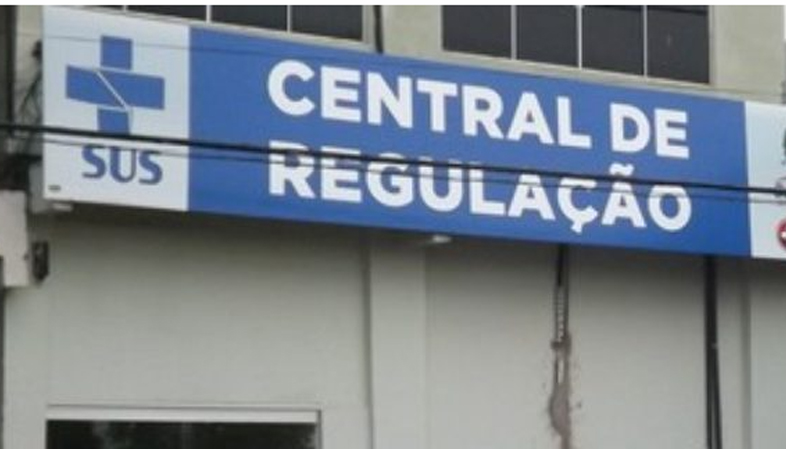 SUS
CENTRAL DE
REGULAÇÃO